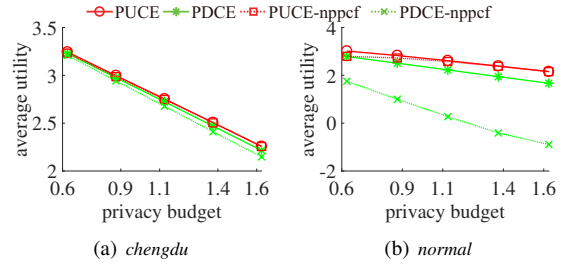 PUCE PDCE PUCE-nppcf PDCE-nppcf
average utility
4
3.5
3
2.5
2
0.6 0.9 1.1 1.4 1.6
privacy budget
(a) chengdu
average utility
4
2
0
-2
0.6 0.9 1.1 1.4 1.6
privacy budget
(b) normal